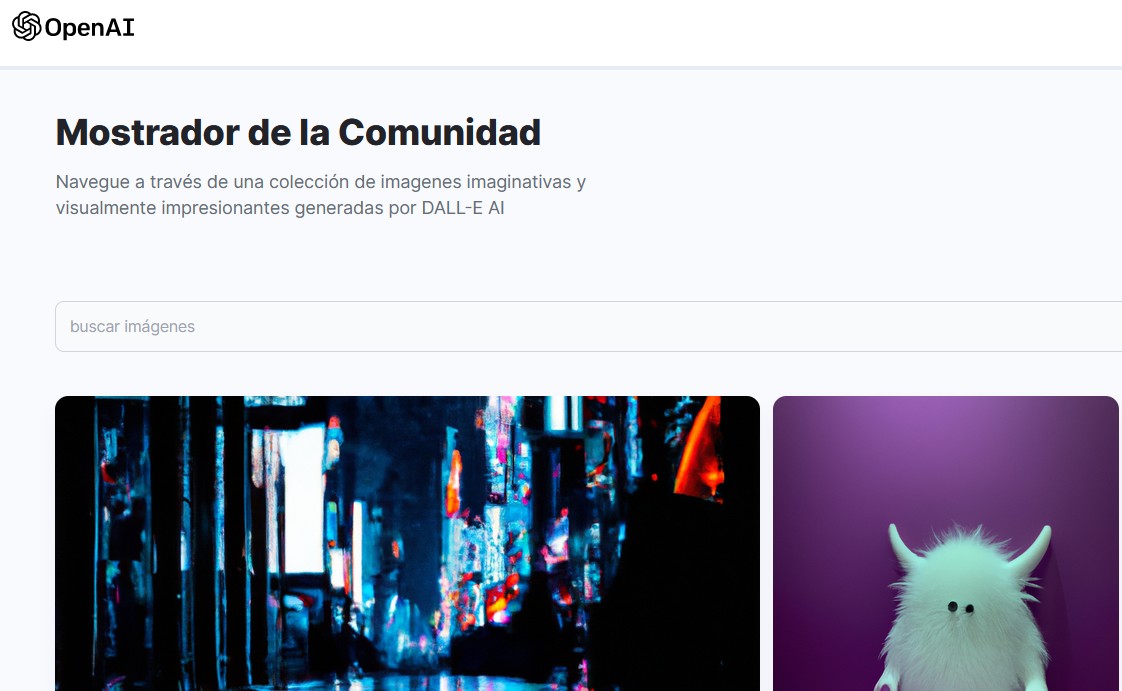 OpenAI
Mostrador de la Comunidad
Navegue a través de una colección de imagenes imaginativas y
visualmente impresionantes generadas por DALL-E AI
buscar imágenes